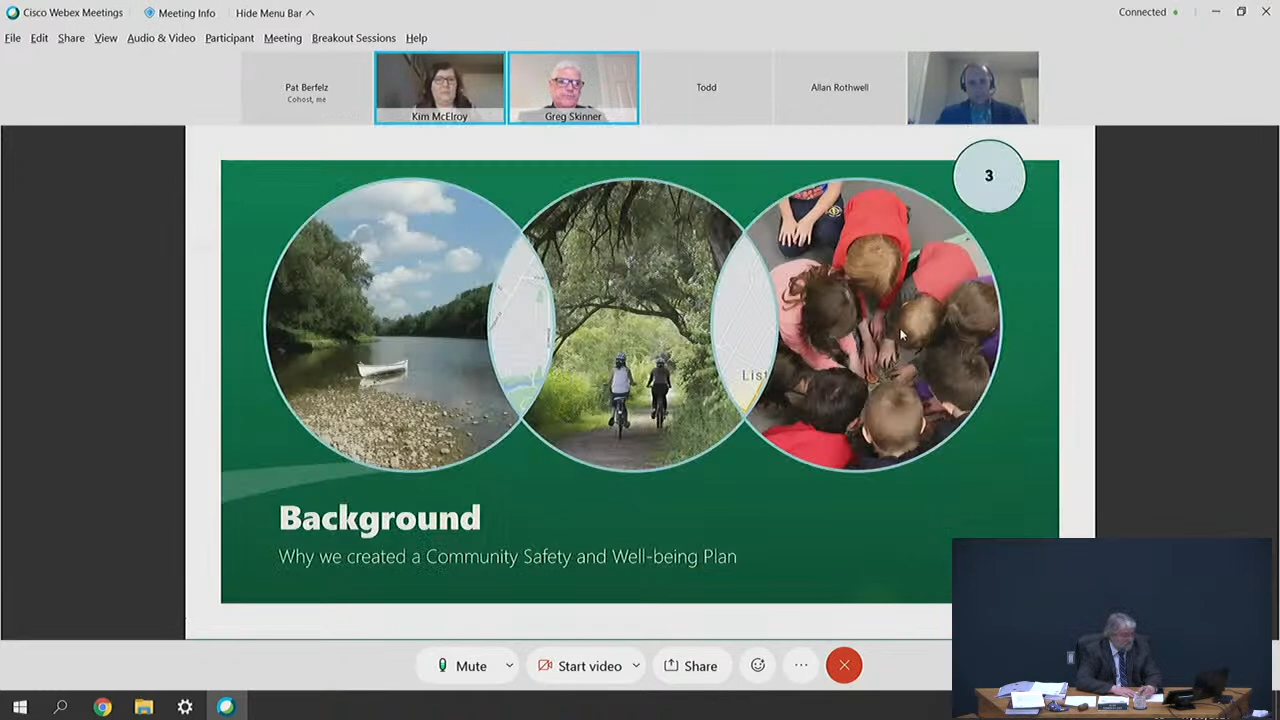 Cisco Webex Meetings
Meeting Info
Hide Menu Bar
Connected
File Edit Share View Audio & Video Participant Meeting Breakout Sessions Help
Pat Berfelz
Cohost, me
Kim McElroy
Greg Skinner
Todd
Allan Rothwell
3
List
Background
Why we created a Community Safety and Well-being Plan
Mute
Start video
Share